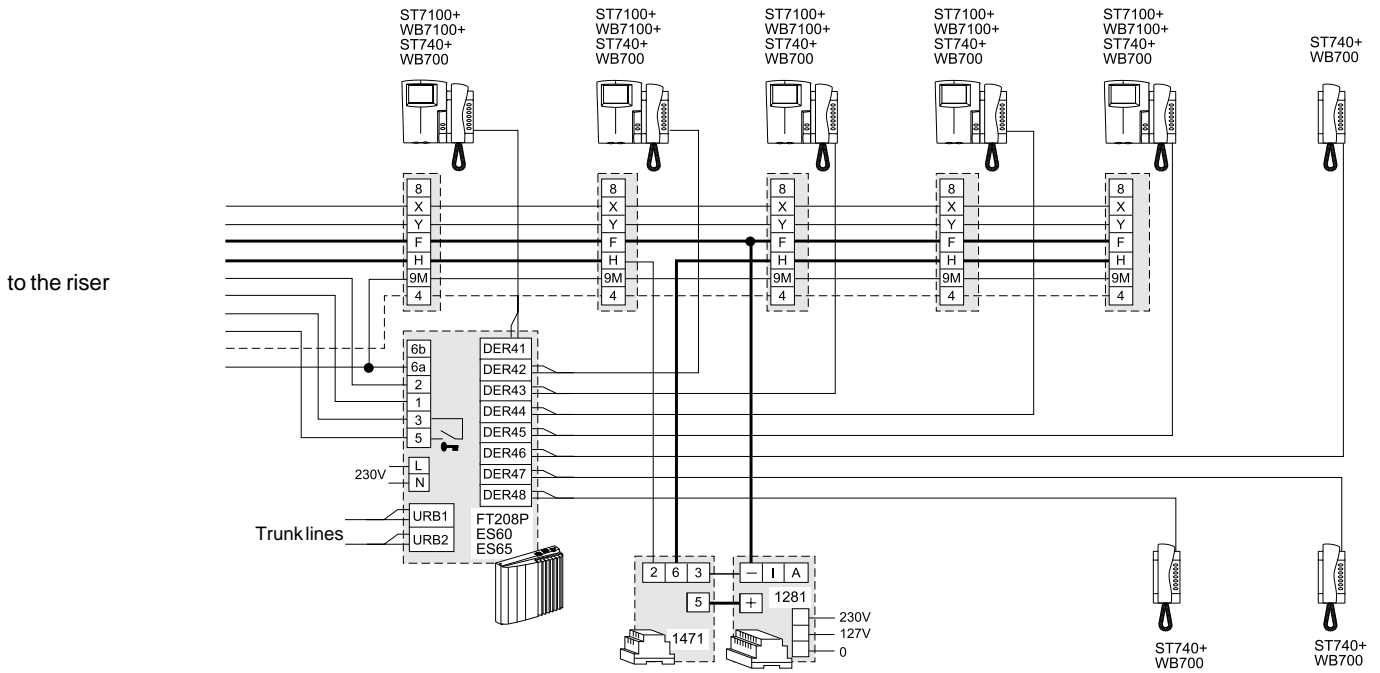 ST7100+
WB7100+
ST740+
WB700
ST7100+
WB7100+
ST740+
WB700
ST7100+
WB7100+
ST740+
WB700
ST7100+
WB7100+
ST740+
WB700
ST7100+
WB7100+
ST740+
WB700
ST740+
WB700
8
X
Y
F
H
9M
4
8
X
Y
F
H
9M
4
8
X
Y
F
H
9M
4
8
X
Y
F
H
9M
4
8
X
Y
F
H
9M
4
to the riser
6b
6a
2
1
3
5
L
N
230V
URB1
URB2
Trunk lines
DER41
DER42
DER43
DER44
DER45
DER46
DER47
DER48
FT208P
ES60
ES65
2 6 3
5
1471
− I A
+
1281
230V
127V
0
ST740+
WB700
ST740+
WB700